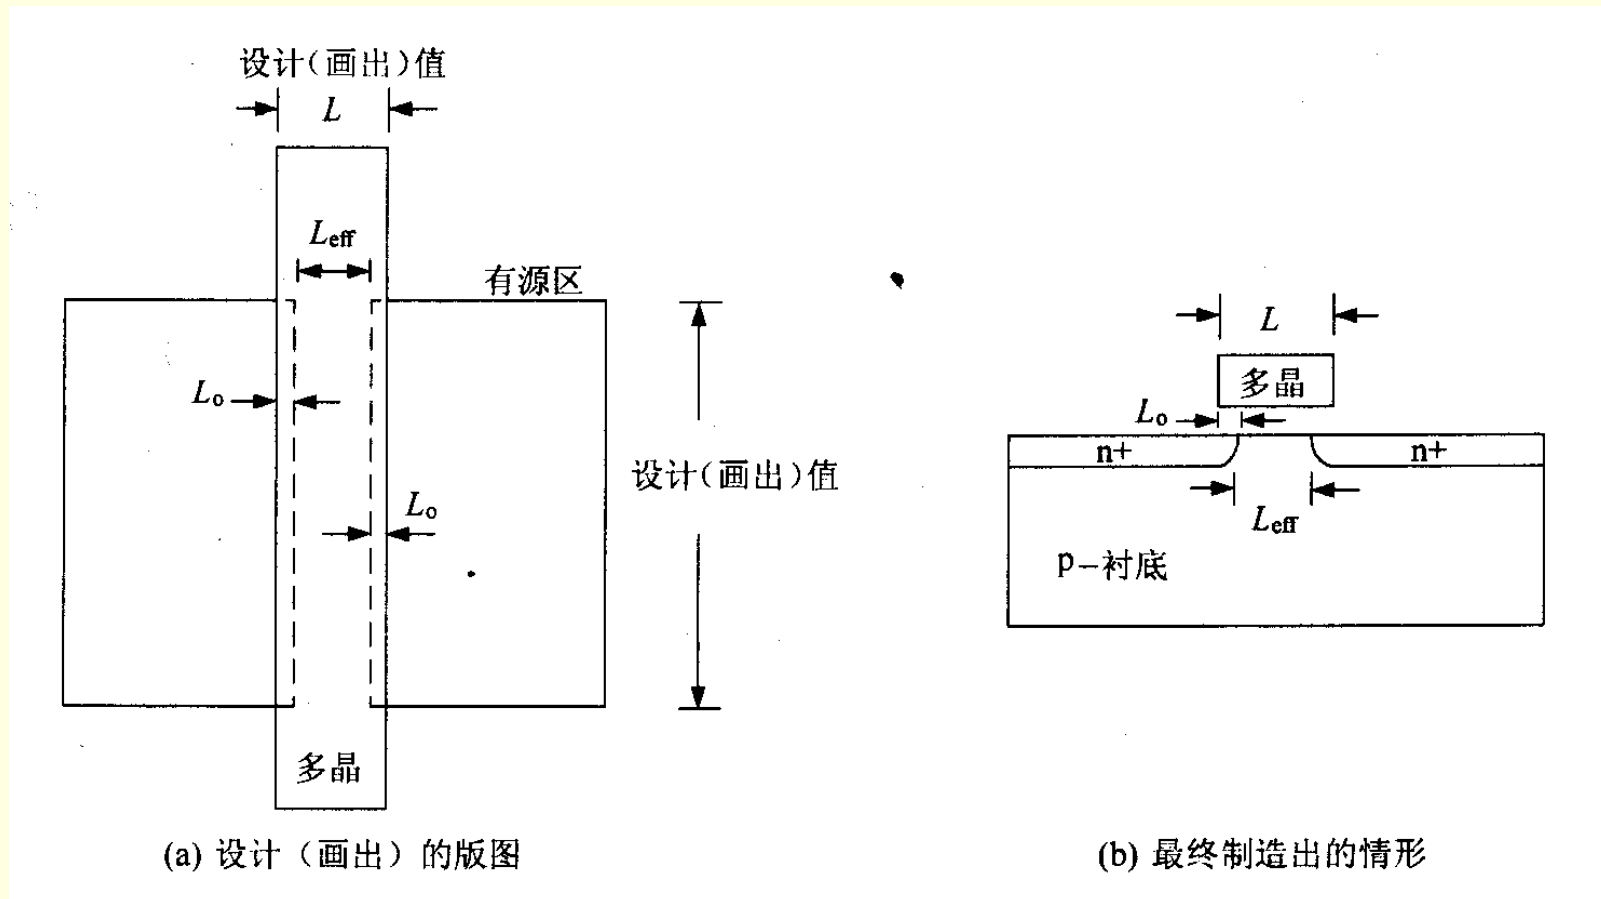 设计(画出)值
L
Leff
有源区
Lo
Lo
设计(画出)值
多晶
(a) 设计（画出）的版图
L
多晶
Lo
n+
n+
Leff
p-衬底
(b) 最终制造出的情形